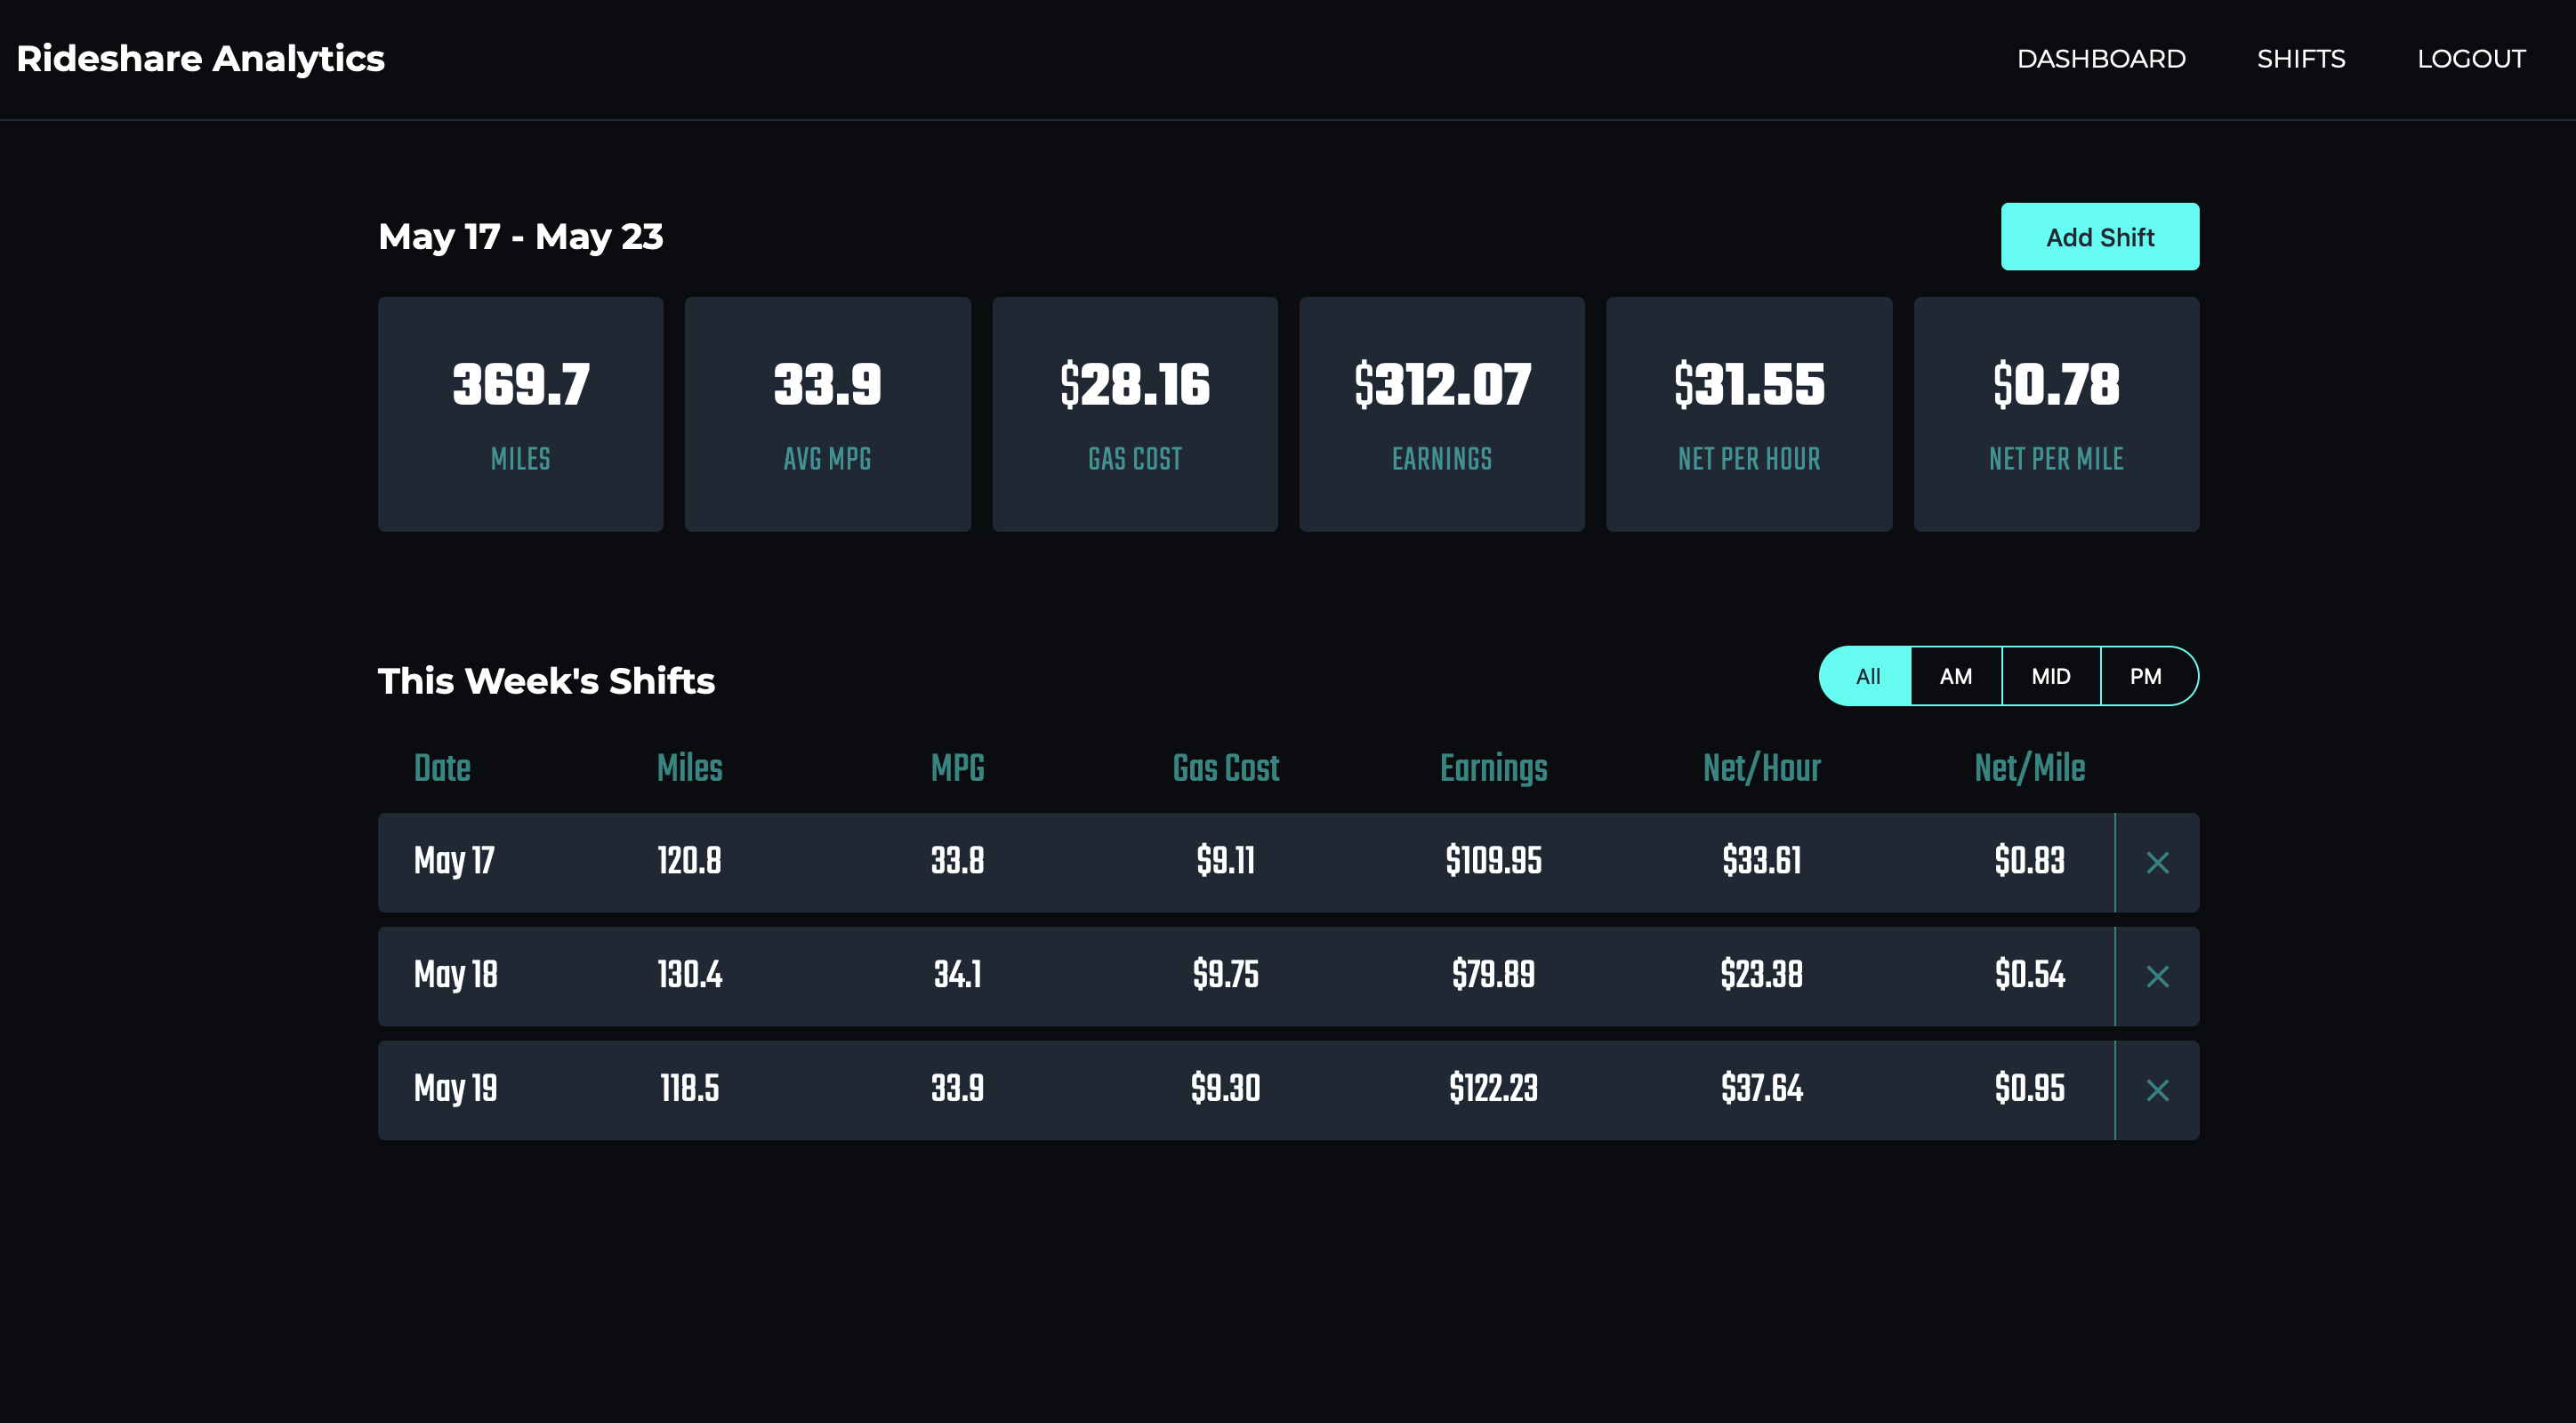 Rideshare Analytics DASHBOARD SHIFTS LOGOUT
May 17 - May 23 Add Shift
369.7 33.9 $28.16 $312.07 $31.55 $0.78
MILES AVG MPG GAS COST EARNINGS NET PER HOUR NET PER MILE
This Week's Shifts All AM MID PM
Date Miles MPG Gas Cost Earnings Net/Hour Net/Mile
May 17 120.8 33.8 $9.11 $109.95 $33.61 $0.83
May 18 130.4 34.1 $9.75 $79.89 $23.38 $0.54
May 19 118.5 33.9 $9.30 $122.23 $37.64 $0.95